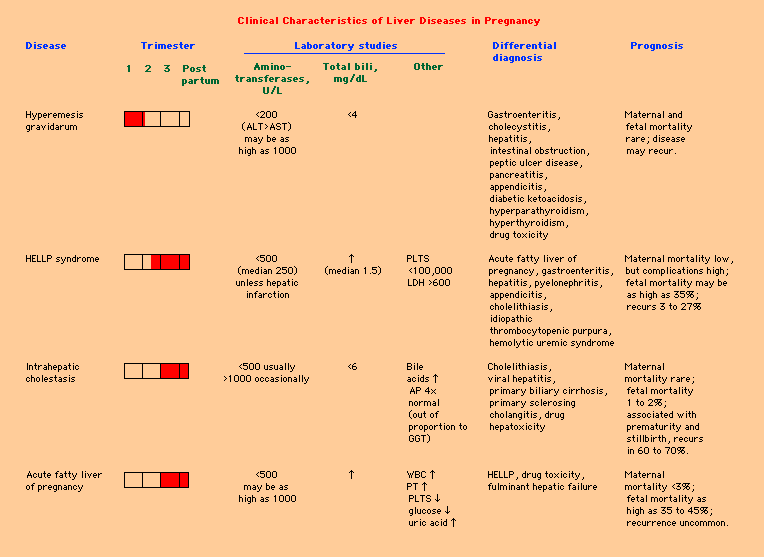 Clinical Characteristics of Liver Diseases in Pregnancy
Disease
Trimester
1 2 3 Post
partum
Laboratory studies
Amino-
transferases,
U/L
Total bili,
mg/dL
Other
Differential
diagnosis
Prognosis
Hyperemesis
gravidarum
<200
(ALT>AST)
may be as
high as 1000
<4
Gastroenteritis,
cholecystitis,
hepatitis,
intestinal obstruction,
peptic ulcer disease,
pancreatitis,
appendicitis,
diabetic ketoacidosis,
hyperparathyroidism,
hyperthyroidism,
drug toxicity
Maternal and
fetal mortality
rare; disease
may recur.
HELLP syndrome
<500
(median 250)
unless hepatic
infarction
↑
(median 1.5)
PLTS
<100,000
LDH >600
Acute fatty liver of
pregnancy, gastroenteritis,
hepatitis, pyelonephritis,
appendicitis,
cholelithiasis,
idiopathic
thrombocytopenic purpura,
hemolytic uremic syndrome
Maternal mortality low,
but complications high;
fetal mortality may be
as high as 35%;
recurs 3 to 27%
Intrahepatic
cholestasis
<500 usually
>1000 occasionally
<6
Bile
acids ↑
AP 4x
normal
(out of
proportion to
GGT)
Cholelithiasis,
viral hepatitis,
primary biliary cirrhosis,
primary sclerosing
cholangitis, drug
hepatoxicity
Maternal
mortality rare;
fetal mortality
1 to 2%;
associated with
prematurity and
stillbirth, recurs
in 60 to 70%.
Acute fatty liver
of pregnancy
<500
may be as
high as 1000
↑
WBC ↑
PT ↑
PLTS ↓
glucose ↓
uric acid ↑
HELLP, drug toxicity,
fulminant hepatic failure
Maternal
mortality <3%;
fetal mortality as
high as 35 to 45%;
recurrence uncommon.